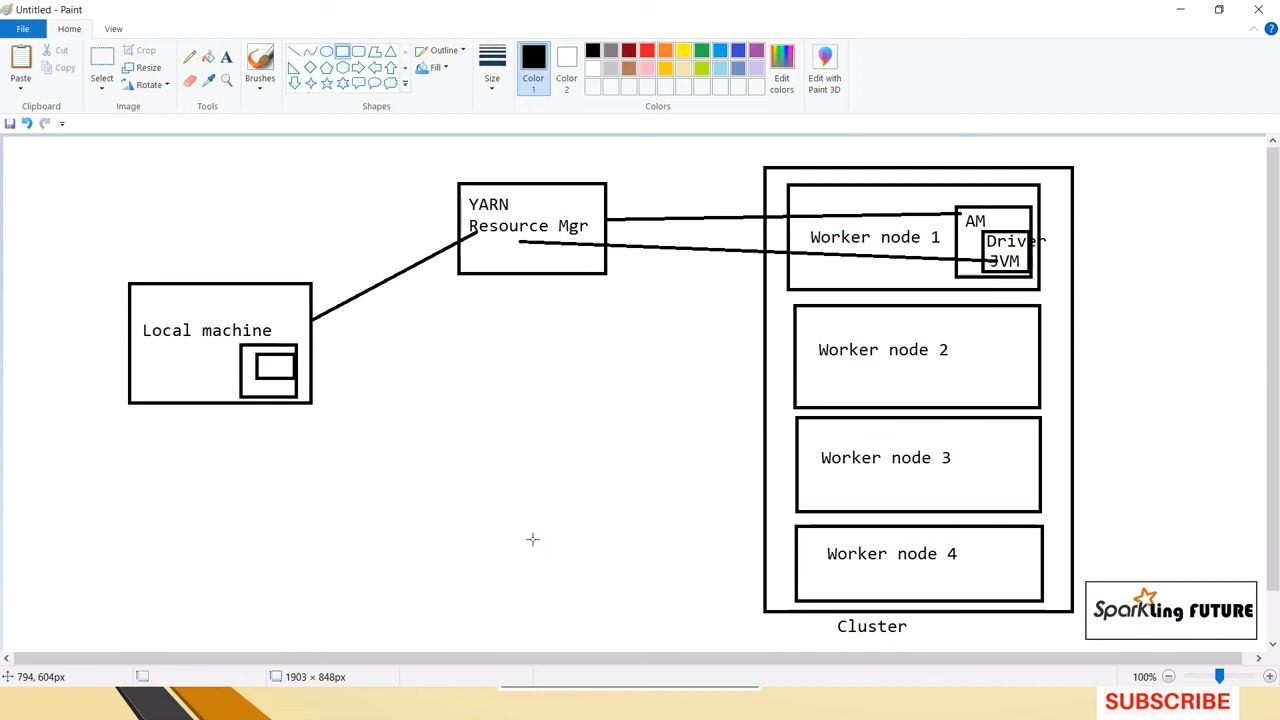 Untitled - Paint
File
Home
View
Paste
Cut
Copy
Clipboard
Select
Crop
Resize
Rotate
Image
Tools
Brushes
Shapes
Outline
Fill
Size
Color
1
Color
2
Edit
colors
Colors
Edit with
Paint 3D
YARN
Resource Mgr
Local machine
Worker node 1
AM
Driver
JVM
Worker node 2
Worker node 3
Worker node 4
Cluster
Sparkling FUTURE
794, 604px
1903 × 848px
100%
SUBSCRIBE